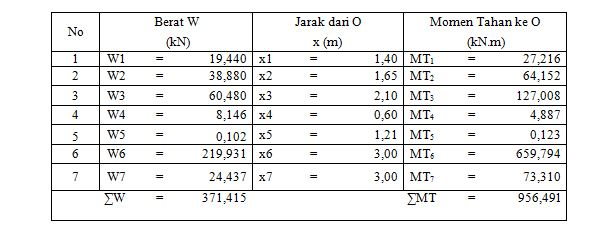 No Berat W (kN) Jarak dari O x (m) Momen Tahan ke O (kN.m)
1 W1 = 19,440 x1 = 1,40 MT₁ = 27,216
2 W2 = 38,880 x2 = 1,65 MT₂ = 64,152
3 W3 = 60,480 x3 = 2,10 MT₃ = 127,008
4 W4 = 8,146 x4 = 0,60 MT₄ = 4,887
5 W5 = 0,102 x5 = 1,21 MT₅ = 0,123
6 W6 = 219,931 x6 = 3,00 MT₆ = 659,794
7 W7 = 24,437 x7 = 3,00 MT₇ = 73,310
∑W = 371,415 ∑MT = 956,491